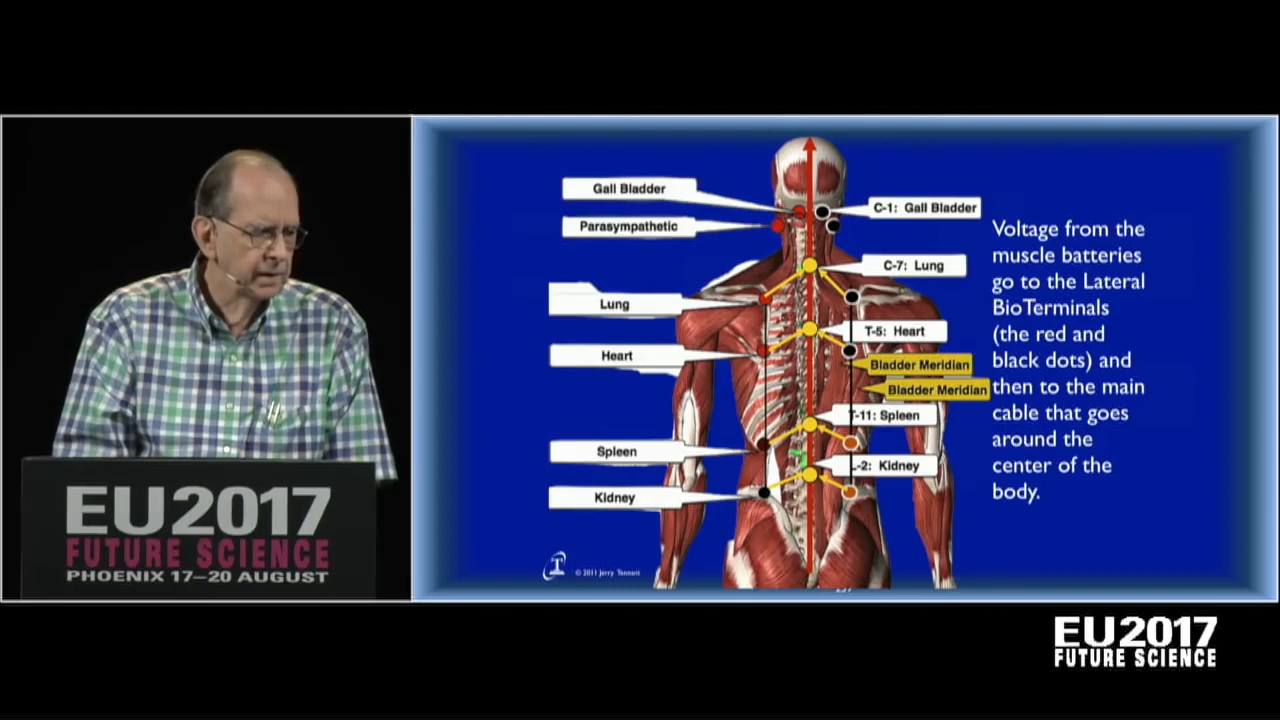 Gall Bladder
Parasympathetic
Lung
Heart
Spleen
Kidney
C-1: Gall Bladder
C-7: Lung
T-5: Heart
Bladder Meridian
Bladder Meridian
T-11: Spleen
L-2: Kidney
Voltage from the
muscle batteries
go to the Lateral
BioTerminals
(the red and
black dots) and
then to the main
cable that goes
around the
center of the
body.
T
© 2011 Jerry Tennant
EU2017
FUTURE SCIENCE
PHOENIX 17–20 AUGUST
EU2017
FUTURE SCIENCE